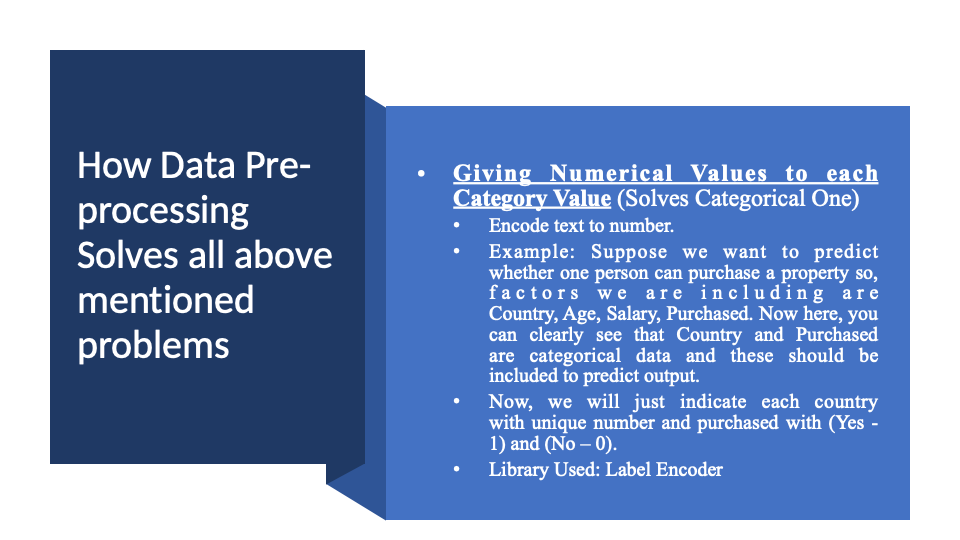 How Data Pre-
processing
Solves all above
mentioned
problems
• Giving Numerical Values to each
Category Value (Solves Categorical One)
• Encode text to number.
• Example: Suppose we want to predict
whether one person can purchase a property so,
factors we are including are
Country, Age, Salary, Purchased. Now here, you
can clearly see that Country and Purchased
are categorical data and these should be
included to predict output.
• Now, we will just indicate each country
with unique number and purchased with (Yes -
1) and (No – 0).
• Library Used: Label Encoder